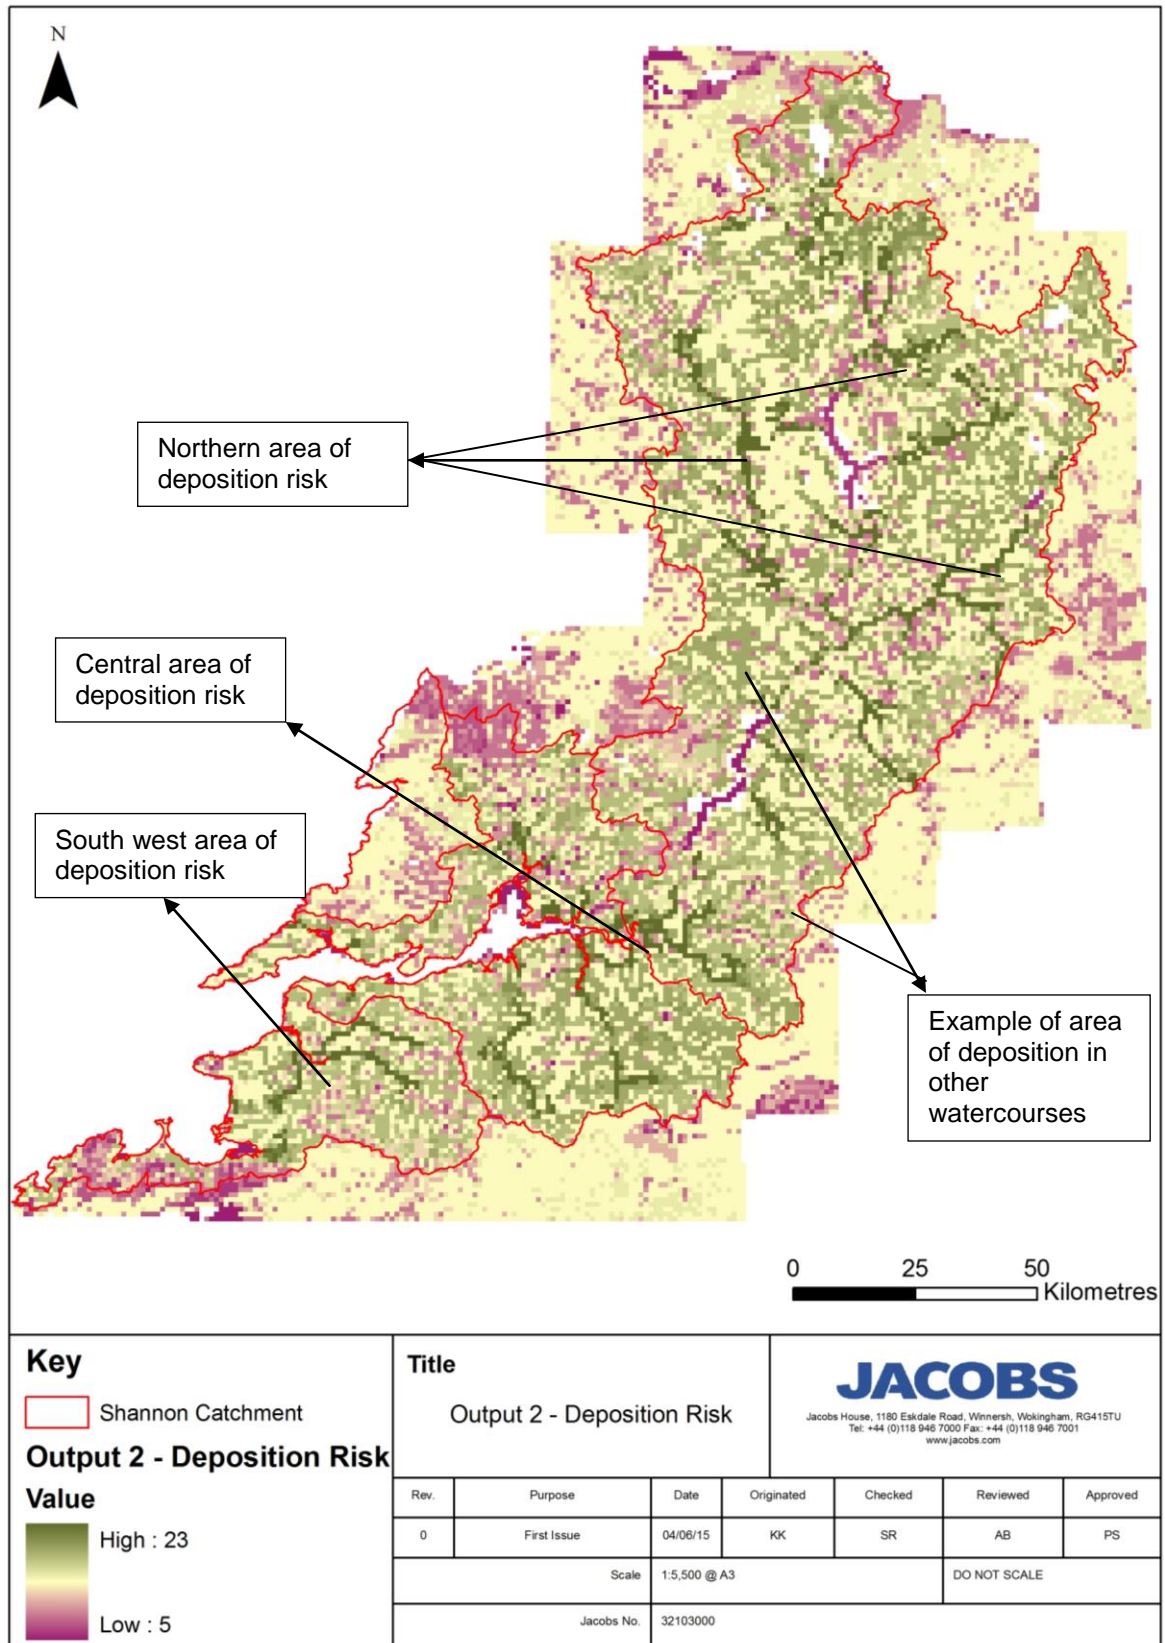 N
Northern area of
deposition risk
Central area of
deposition risk
South west area of
deposition risk
Example of area
of deposition in
other
watercourses
0 25 50
Kilometres
Key
Shannon Catchment
Output 2 - Deposition Risk
Value
High : 23
Low : 5
Title
Output 2 - Deposition Risk
JACOBS
Jacobs House, 1180 Eskdale Road, Winnersh, Wokingham, RG415TU
Tel: +44 (0)118 946 7000 Fax: +44 (0)118 946 7001
www.jacobs.com
Rev. Purpose Date Originated Checked Reviewed Approved
0 First Issue 04/06/15 KK SR AB PS
Scale 1:5,500 @ A3 DO NOT SCALE
Jacobs No. 32103000